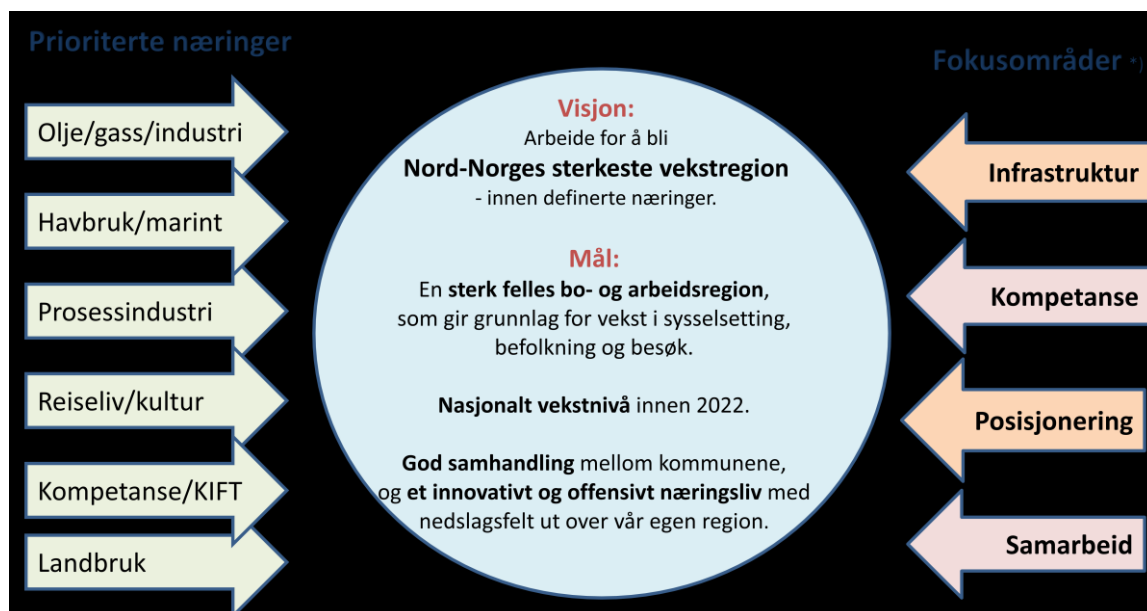 Prioriterte næringer
Olje/gass/industri
Havbruk/marint
Prosessindustri
Reiseliv/kultur
Kompetanse/KIFT
Landbruk
Visjon:
Arbeide for å bli
Nord-Norges sterkeste vekstregion
- innen definerte næringer.
Mål:
En sterk felles bo- og arbeidsregion,
som gir grunnlag for vekst i sysselsetting,
befolkning og besøk.
Nasjonalt vekstnivå innen 2022.
God samhandling mellom kommunene,
og et innovativt og offensivt næringsliv med
nedslagsfelt ut over vår egen region.
Fokusområder *)
Infrastruktur
Kompetanse
Posisjonering
Samarbeid